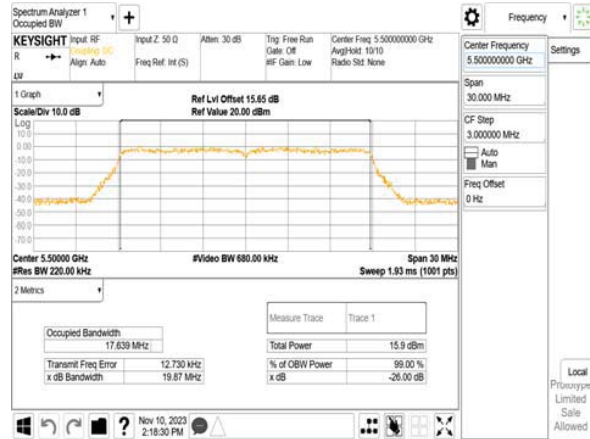 Spectrum Analyzer 1
Occupied BW
Frequency
KEYSIGHT
Input: RF
Coupling: DC
Align: Auto
Input Z: 50 Ω
Freq Ref: Int (S)
Atten: 30 dB
Trig: Free Run
Gate: Off
#IF Gain: Low
Center Freq: 5.500000000 GHz
Avg|Hold: 10/10
Radio Std: None
R
Center Frequency
5.500000000 GHz
Settings
Span
30.000 MHz
CF Step
3.000000 MHz
Auto
Man
Freq Offset
0 Hz
1 Graph
Scale/Div 10.0 dB
Ref Lvl Offset 15.65 dB
Ref Value 20.00 dBm
Log
10.0
0.00
-10.0
-20.0
-30.0
-40.0
-50.0
-60.0
-70.0
Center 5.50000 GHz
#Res BW 220.00 kHz
#Video BW 680.00 kHz
Span 30 MHz
Sweep 1.93 ms (1001 pts)
2 Metrics
Measure Trace
Trace 1
Occupied Bandwidth
17.639 MHz
Total Power
15.9 dBm
Transmit Freq Error
12.730 kHz
% of OBW Power
99.00 %
x dB Bandwidth
19.87 MHz
x dB
-26.00 dB
Local
Prototype
Limited
Sale
Allowed
Nov 10, 2023
2:18:30 PM